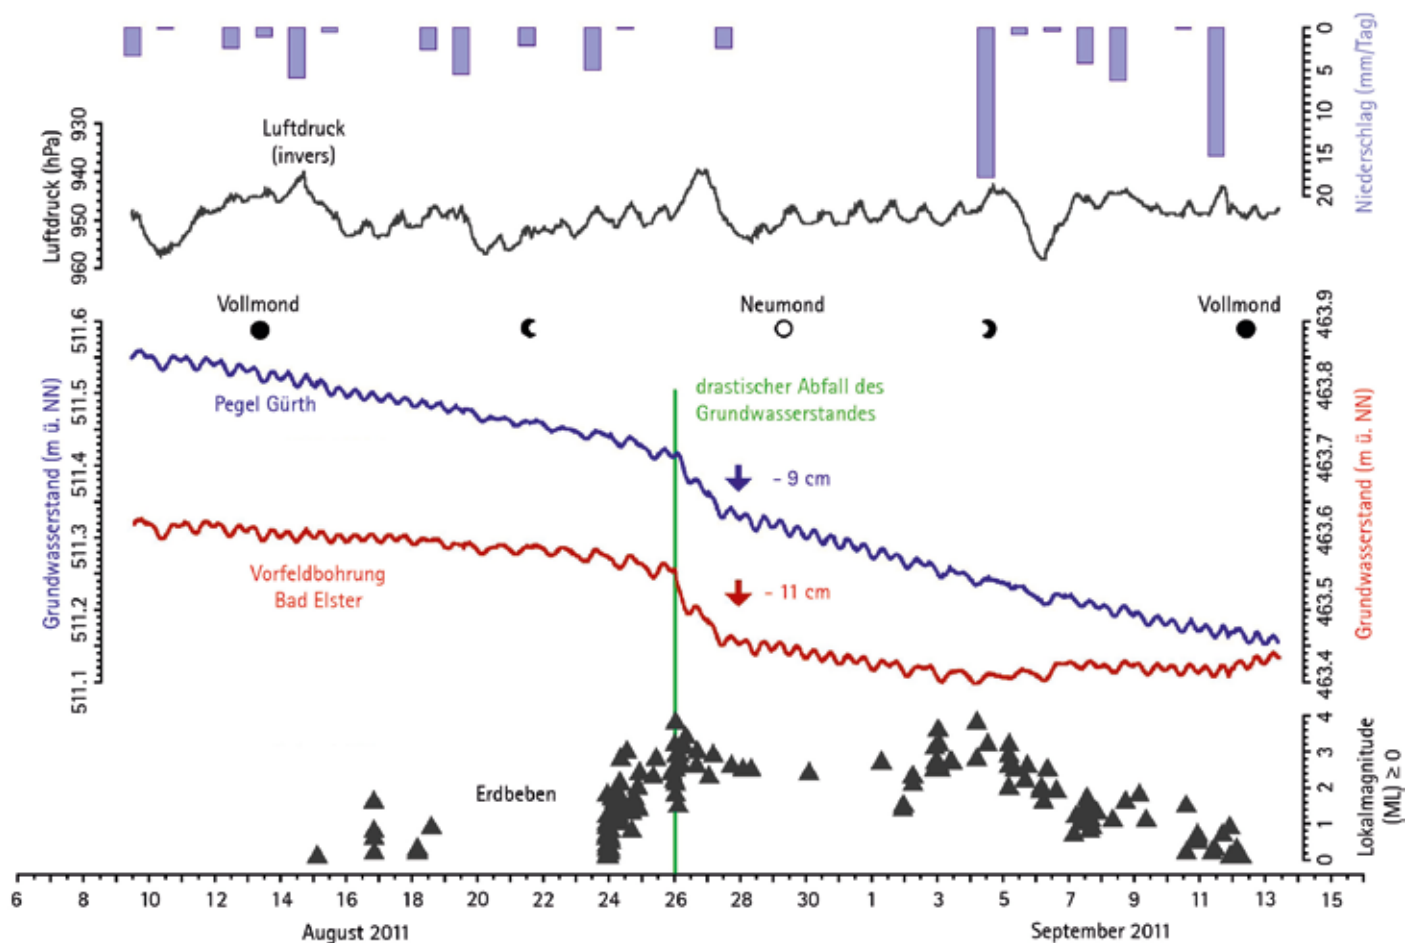 0
5
10
15
20
Niederschlag (mm/Tag)
Luftdruck
(invers)
930
940
950
960
Luftdruck (hPa)
Vollmond
Neumond
Vollmond
511.6
511.5
511.4
511.3
511.2
511.1
Grundwasserstand (m ü. NN)
463.9
463.8
463.7
463.6
463.5
463.4
Grundwasserstand (m ü. NN)
Pegel Gürth
drastischer Abfall des
Grundwasserstandes
- 9 cm
Vorfeldbohrung
Bad Elster
- 11 cm
Erdbeben
4
3
2
1
0
Lokalmagnitude
(ML) ≥ 0
6 8 10 12 14 16 18 20 22 24 26 28 30 1 3 5 7 9 11 13 15
August 2011
September 2011